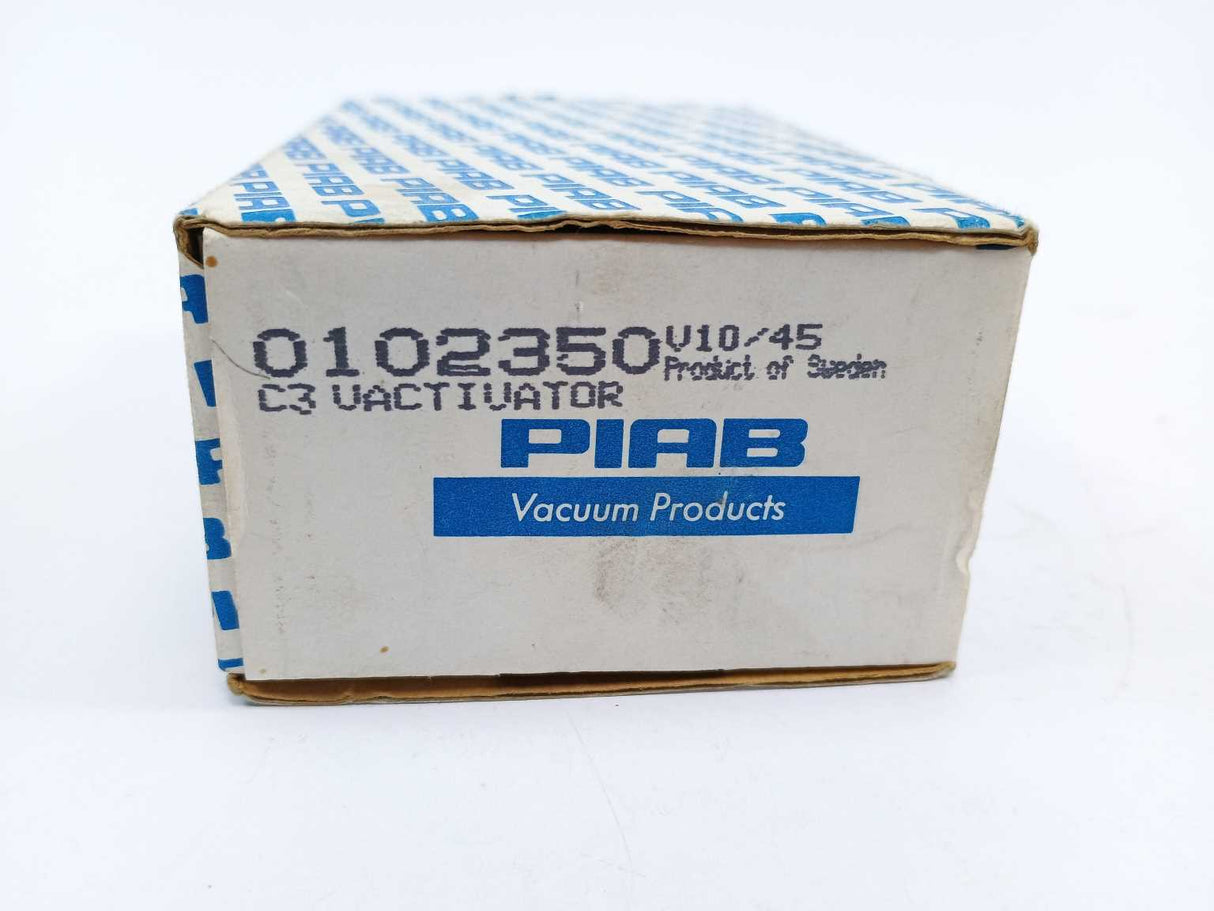 0102350 V10/45
Product of Sweden
C3 VACTIVATOR
PIAB
Vacuum Products